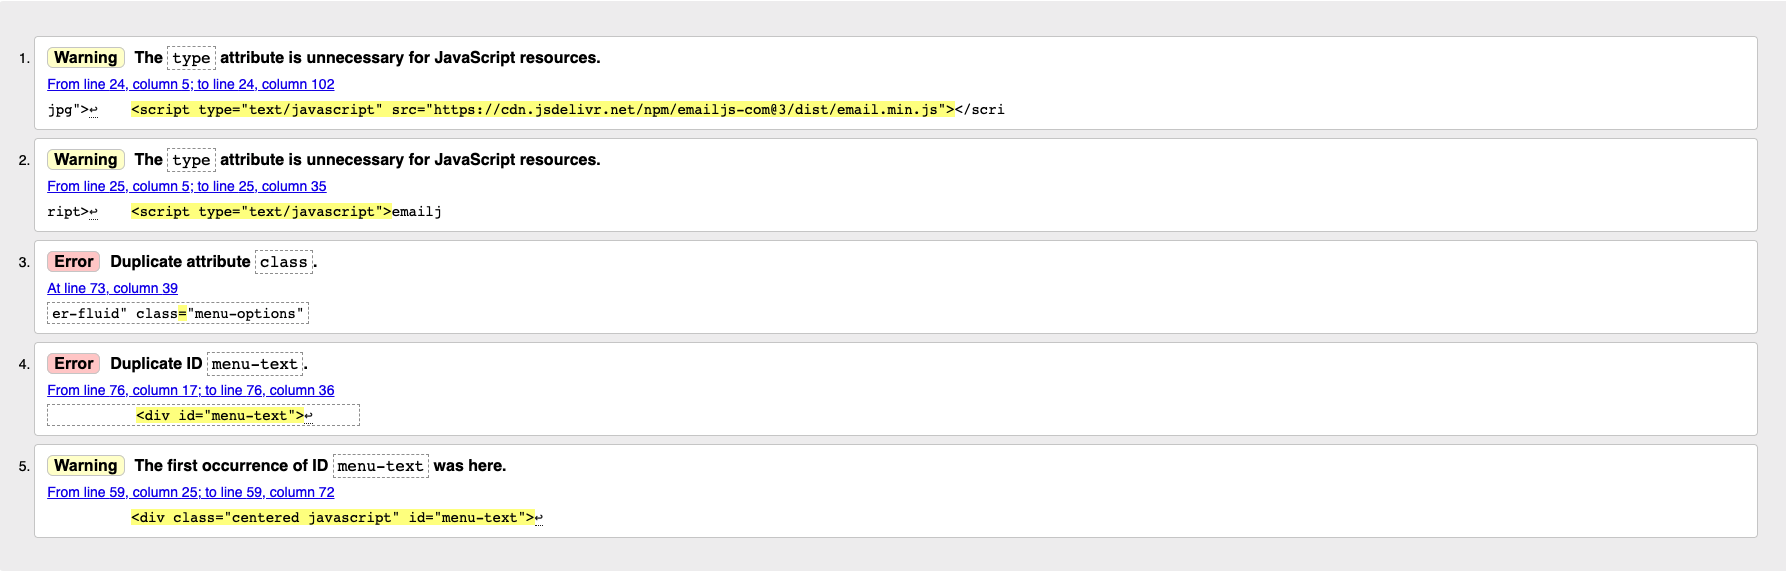 1. Warning The type attribute is unnecessary for JavaScript resources.
From line 24, column 5; to line 24, column 102
jpg">↩    <script type="text/javascript" src="https://cdn.jsdelivr.net/npm/emailjs-com@3/dist/email.min.js"></scri
2. Warning The type attribute is unnecessary for JavaScript resources.
From line 25, column 5; to line 25, column 35
ript>↩    <script type="text/javascript">emailj
3. Error Duplicate attribute class.
At line 73, column 39
er-fluid" class="menu-options"
4. Error Duplicate ID menu-text.
From line 76, column 17; to line 76, column 36
<div id="menu-text">↩
5. Warning The first occurrence of ID menu-text was here.
From line 59, column 25; to line 59, column 72
<div class="centered javascript" id="menu-text">↩